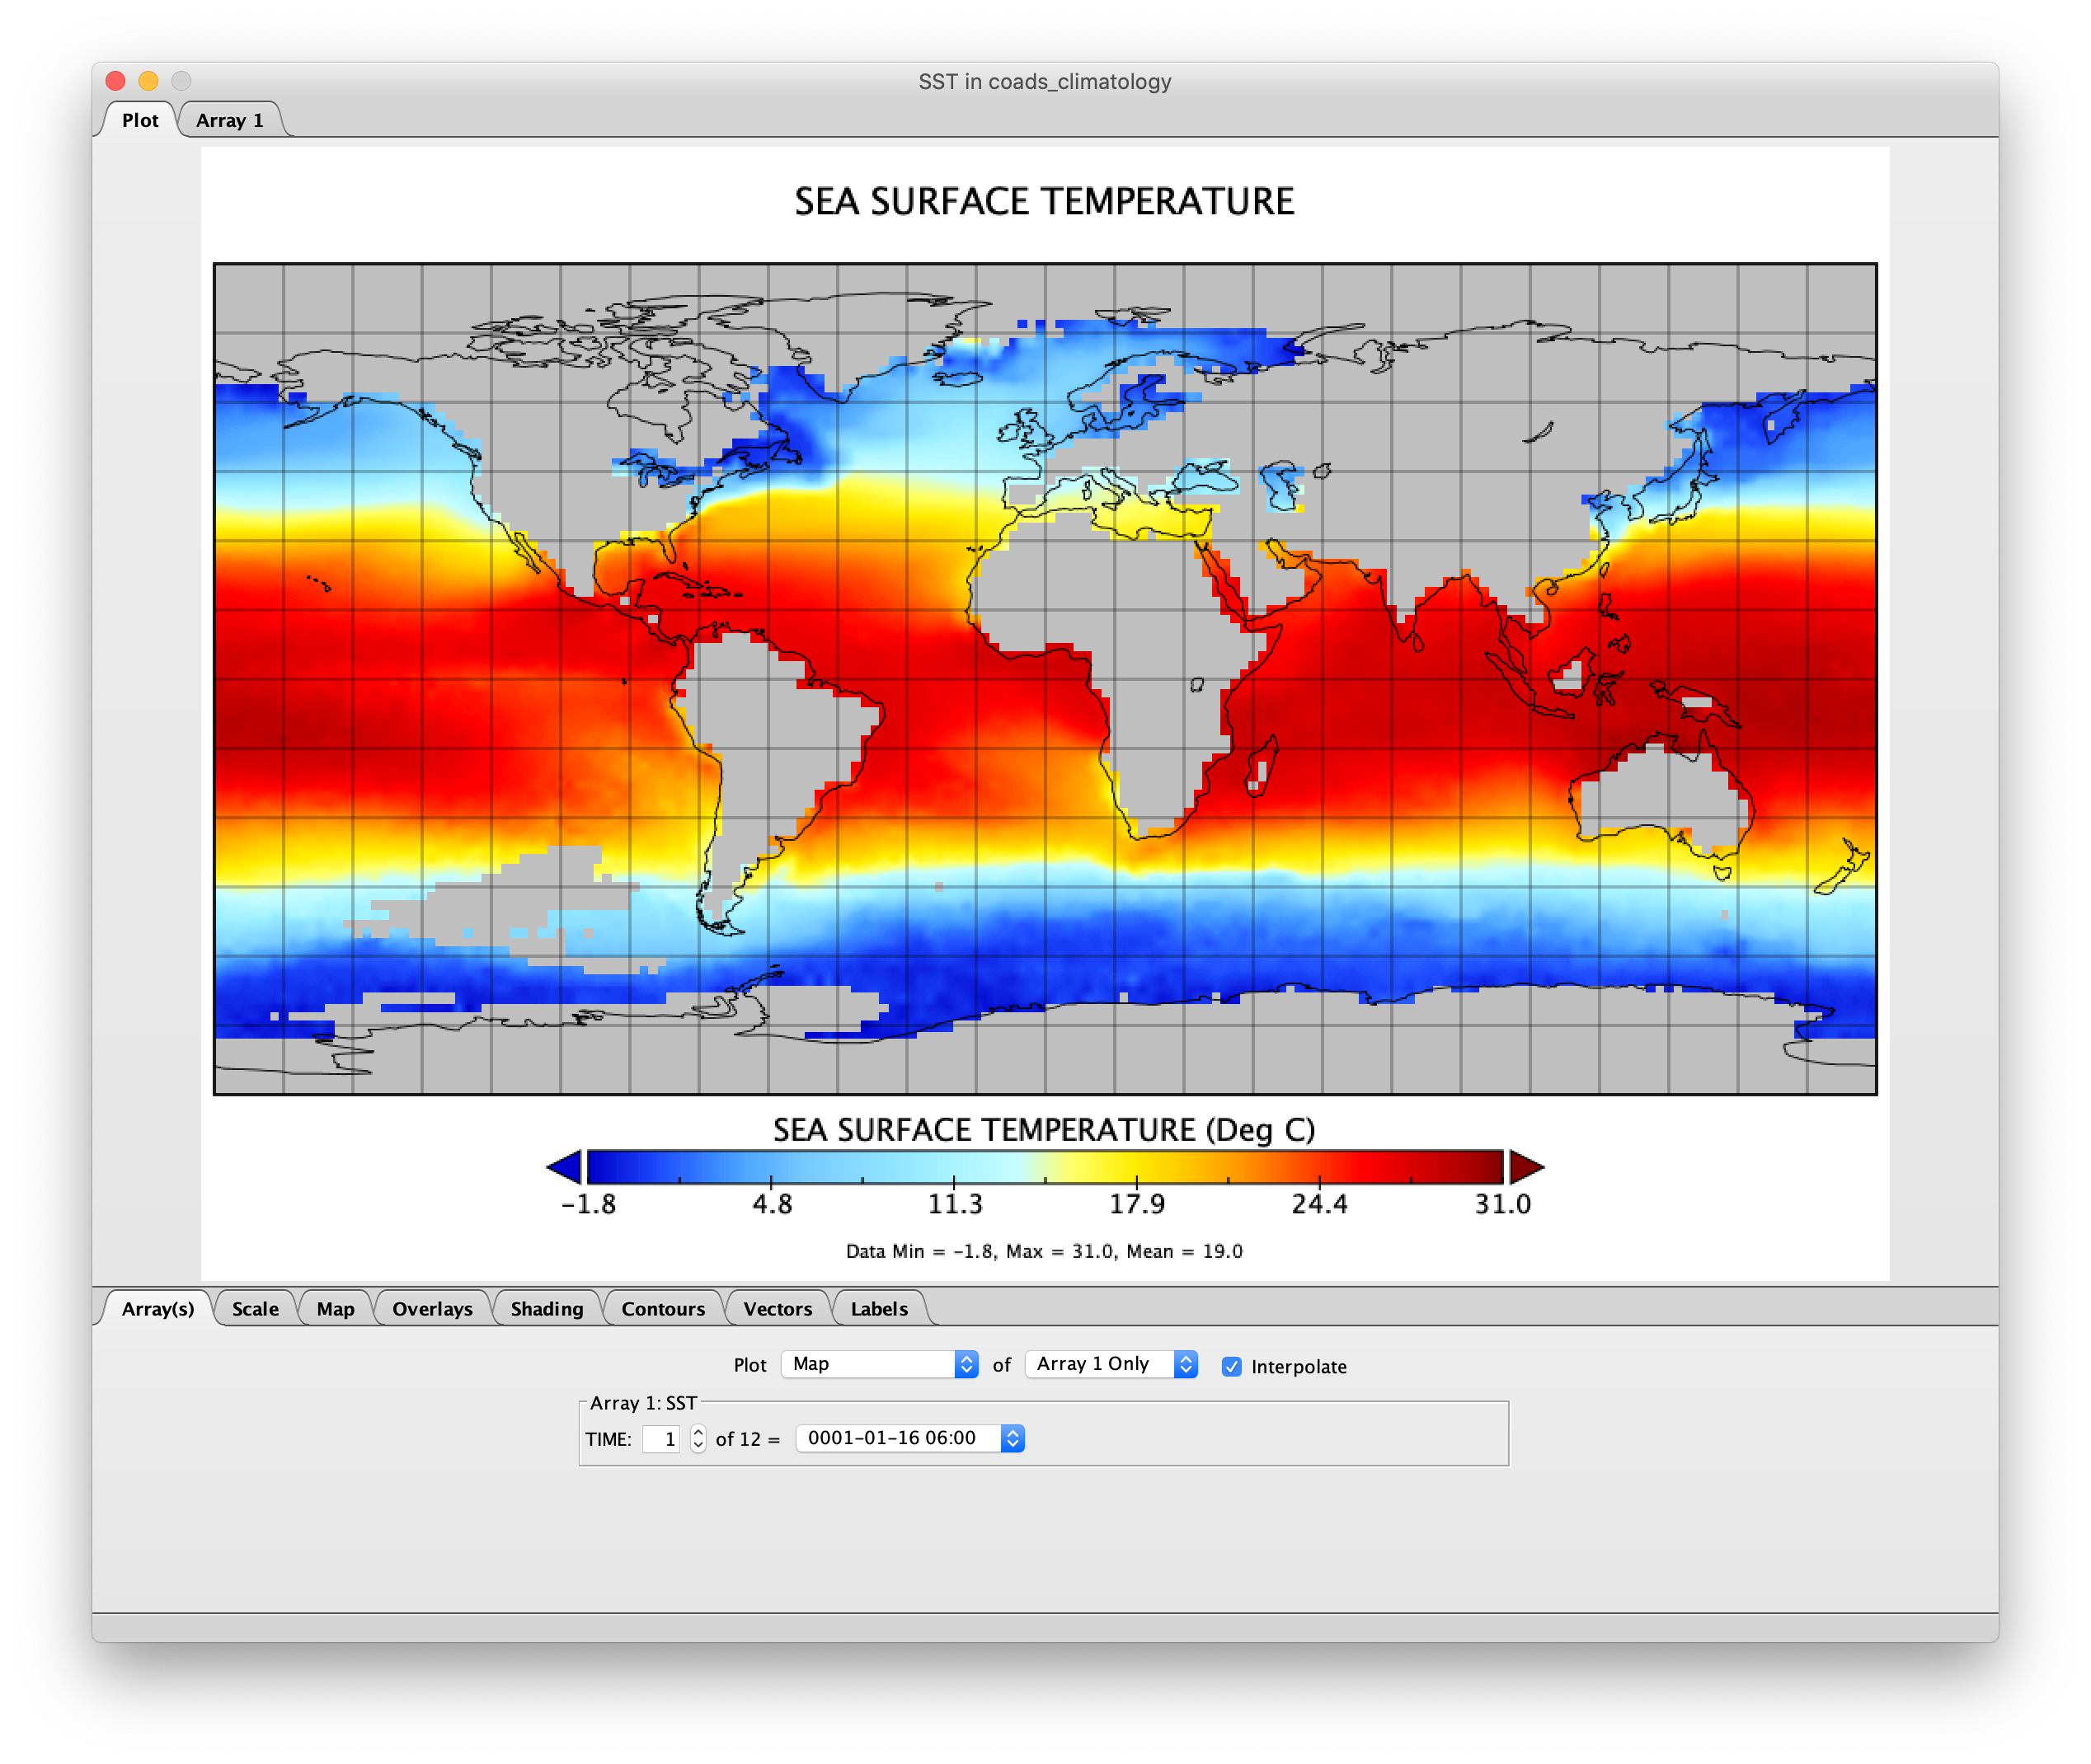 SST in coads_climatology
Plot Array 1
SEA SURFACE TEMPERATURE
SEA SURFACE TEMPERATURE (Deg C)
-1.8 4.8 11.3 17.9 24.4 31.0
Data Min = -1.8, Max = 31.0, Mean = 19.0
Array(s) Scale Map Overlays Shading Contours Vectors Labels
Plot Map of Array 1 Only Interpolate
Array 1: SST
TIME: 1 of 12 = 0001-01-16 06:00